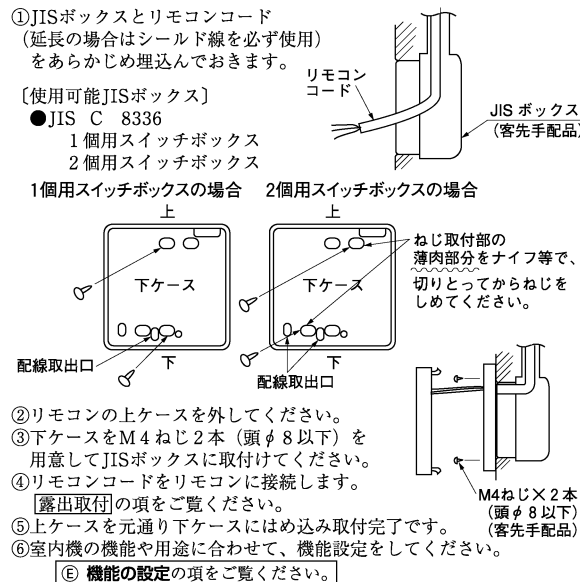 ①JISボックスとリモコンコード
(延長の場合はシールド線を必ず使用)
をあらかじめ埋込んでおきます。
〔使用可能JISボックス〕
●JIS C 8336
1個用スイッチボックス
2個用スイッチボックス
リモコン
コード
JIS ボックス
(客先手配品)
1個用スイッチボックスの場合
2個用スイッチボックスの場合
上
上
下ケース
下ケース
ねじ取付部の
薄肉部分をナイフ等で、
切りとってからねじを
しめてください。
配線取出口
下
配線取出口
下
②リモコンの上ケースを外してください。
③下ケースをM4ねじ2本（頭φ8以下）を
用意してJISボックスに取付けてください。
④リモコンコードをリモコンに接続します。
露出取付の項をご覧ください。
⑤上ケースを元通り下ケースにはめ込み取付完了です。
⑥室内機の機能や用途に合わせて、機能設定をしてください。
Ⓔ 機能の設定の項をご覧ください。
M4ねじ×2本
(頭φ8以下)
(客先手配品)